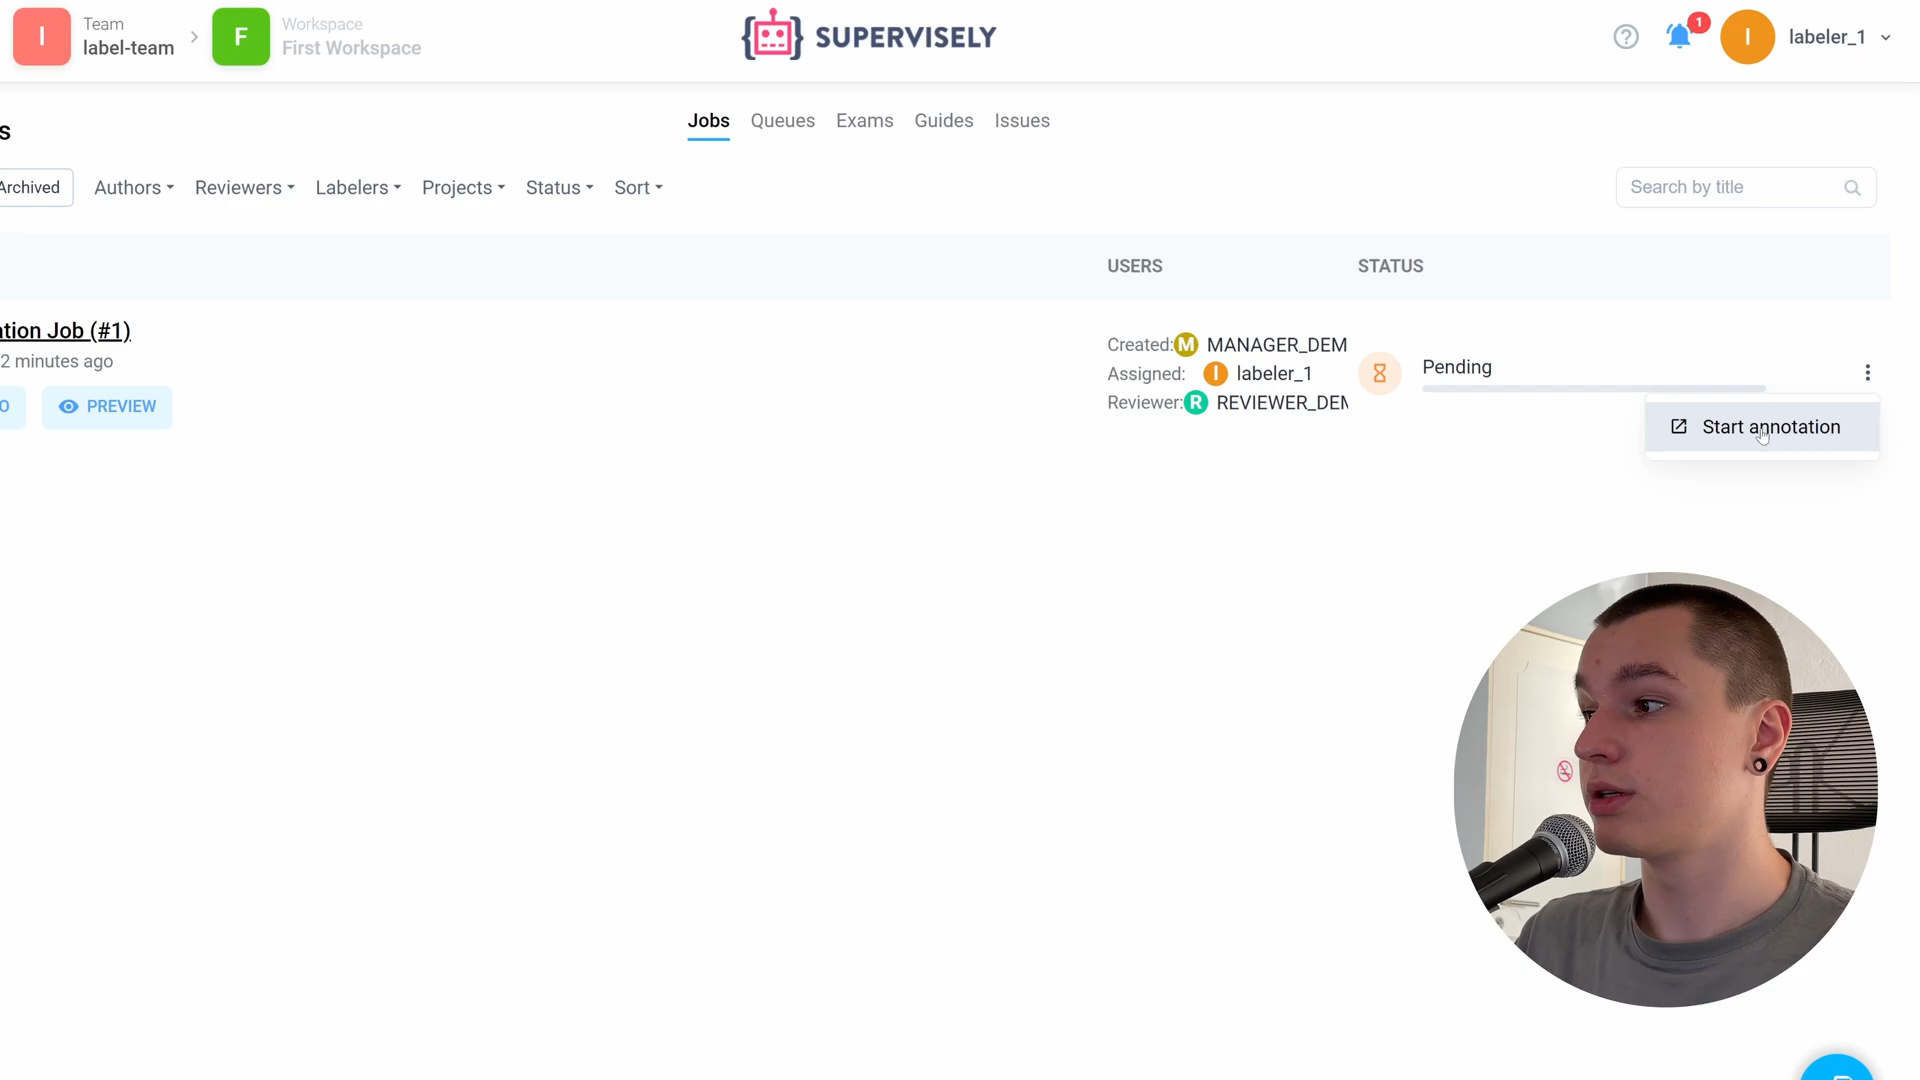 I
Team
label-team
F
Workspace
First Workspace
SUPERVISELY
1
I
labeler_1
s
Jobs
Queues
Exams
Guides
Issues
Archived
Authors
Reviewers
Labelers
Projects
Status
Sort
Search by title
USERS
STATUS
ation Job (#1)
2 minutes ago
O
PREVIEW
Created: M MANAGER_DEM
Assigned: I labeler_1
Reviewer: R REVIEWER_DEM
Pending
Start annotation